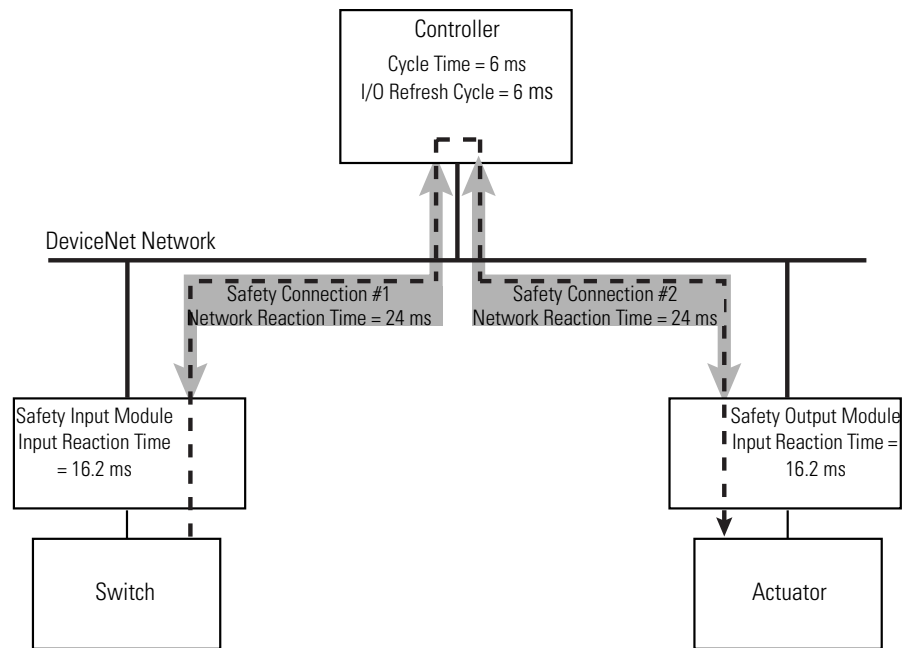 Controller
Cycle Time = 6 ms
I/O Refresh Cycle = 6 ms
DeviceNet Network
Safety Connection #1
Network Reaction Time = 24 ms
Safety Connection #2
Network Reaction Time = 24 ms
Safety Input Module
Input Reaction Time
= 16.2 ms
Safety Output Module
Input Reaction Time =
16.2 ms
Switch
Actuator